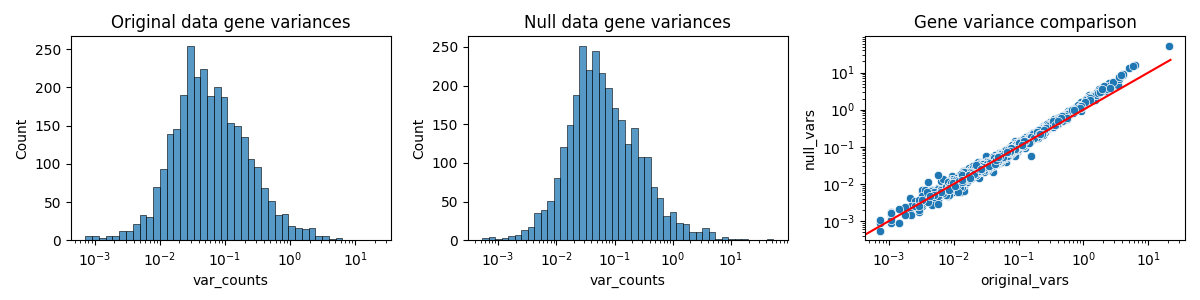 Original data gene variances
Count
250
200
150
100
50
0
10⁻³ 10⁻² 10⁻¹ 10⁰ 10¹
var_counts
Null data gene variances
Count
250
200
150
100
50
0
10⁻³ 10⁻² 10⁻¹ 10⁰ 10¹
var_counts
Gene variance comparison
null_vars
10¹
10⁰
10⁻¹
10⁻²
10⁻³
10⁻³ 10⁻² 10⁻¹ 10⁰ 10¹
original_vars